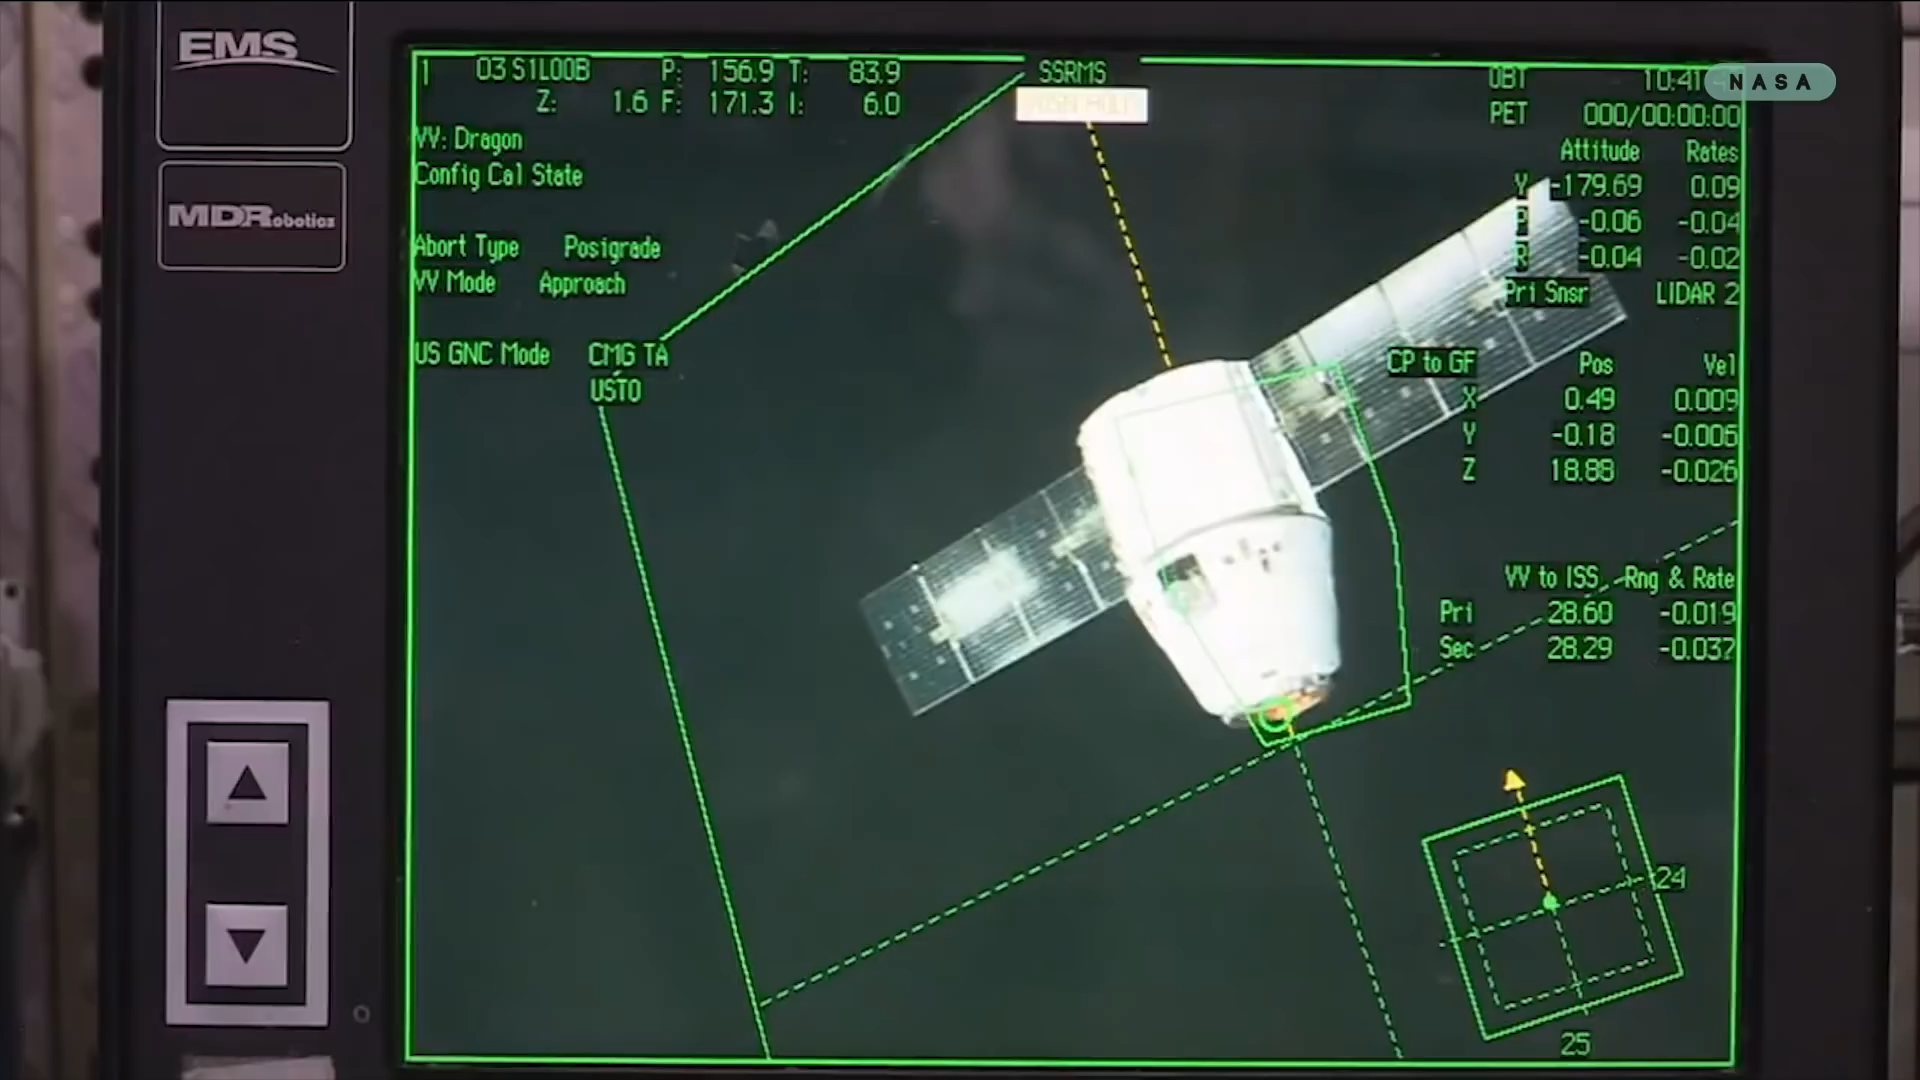 EMS
MDRobotics
1 03 S1L00B P: 156.9 T: 83.9
Z: 1.6 F: 171.3 I: 6.0
SSRMS
OBT 10:41
NASA
PET 000/00:00:00
VV: Dragon
Config Cal State
Abort Type Posigrade
VV Mode Approach
US GNC Mode CMG TA
USTO
Attitude Rates
Y -179.69 0.09
P -0.06 -0.04
R -0.04 -0.02
Pri Snsr LIDAR 2
CP to GF Pos Vel
X 0.49 0.009
Y -0.18 -0.006
Z 18.88 -0.026
VV to ISS Rng & Rate
Pri 28.60 -0.019
Sec 28.29 -0.037
24
25